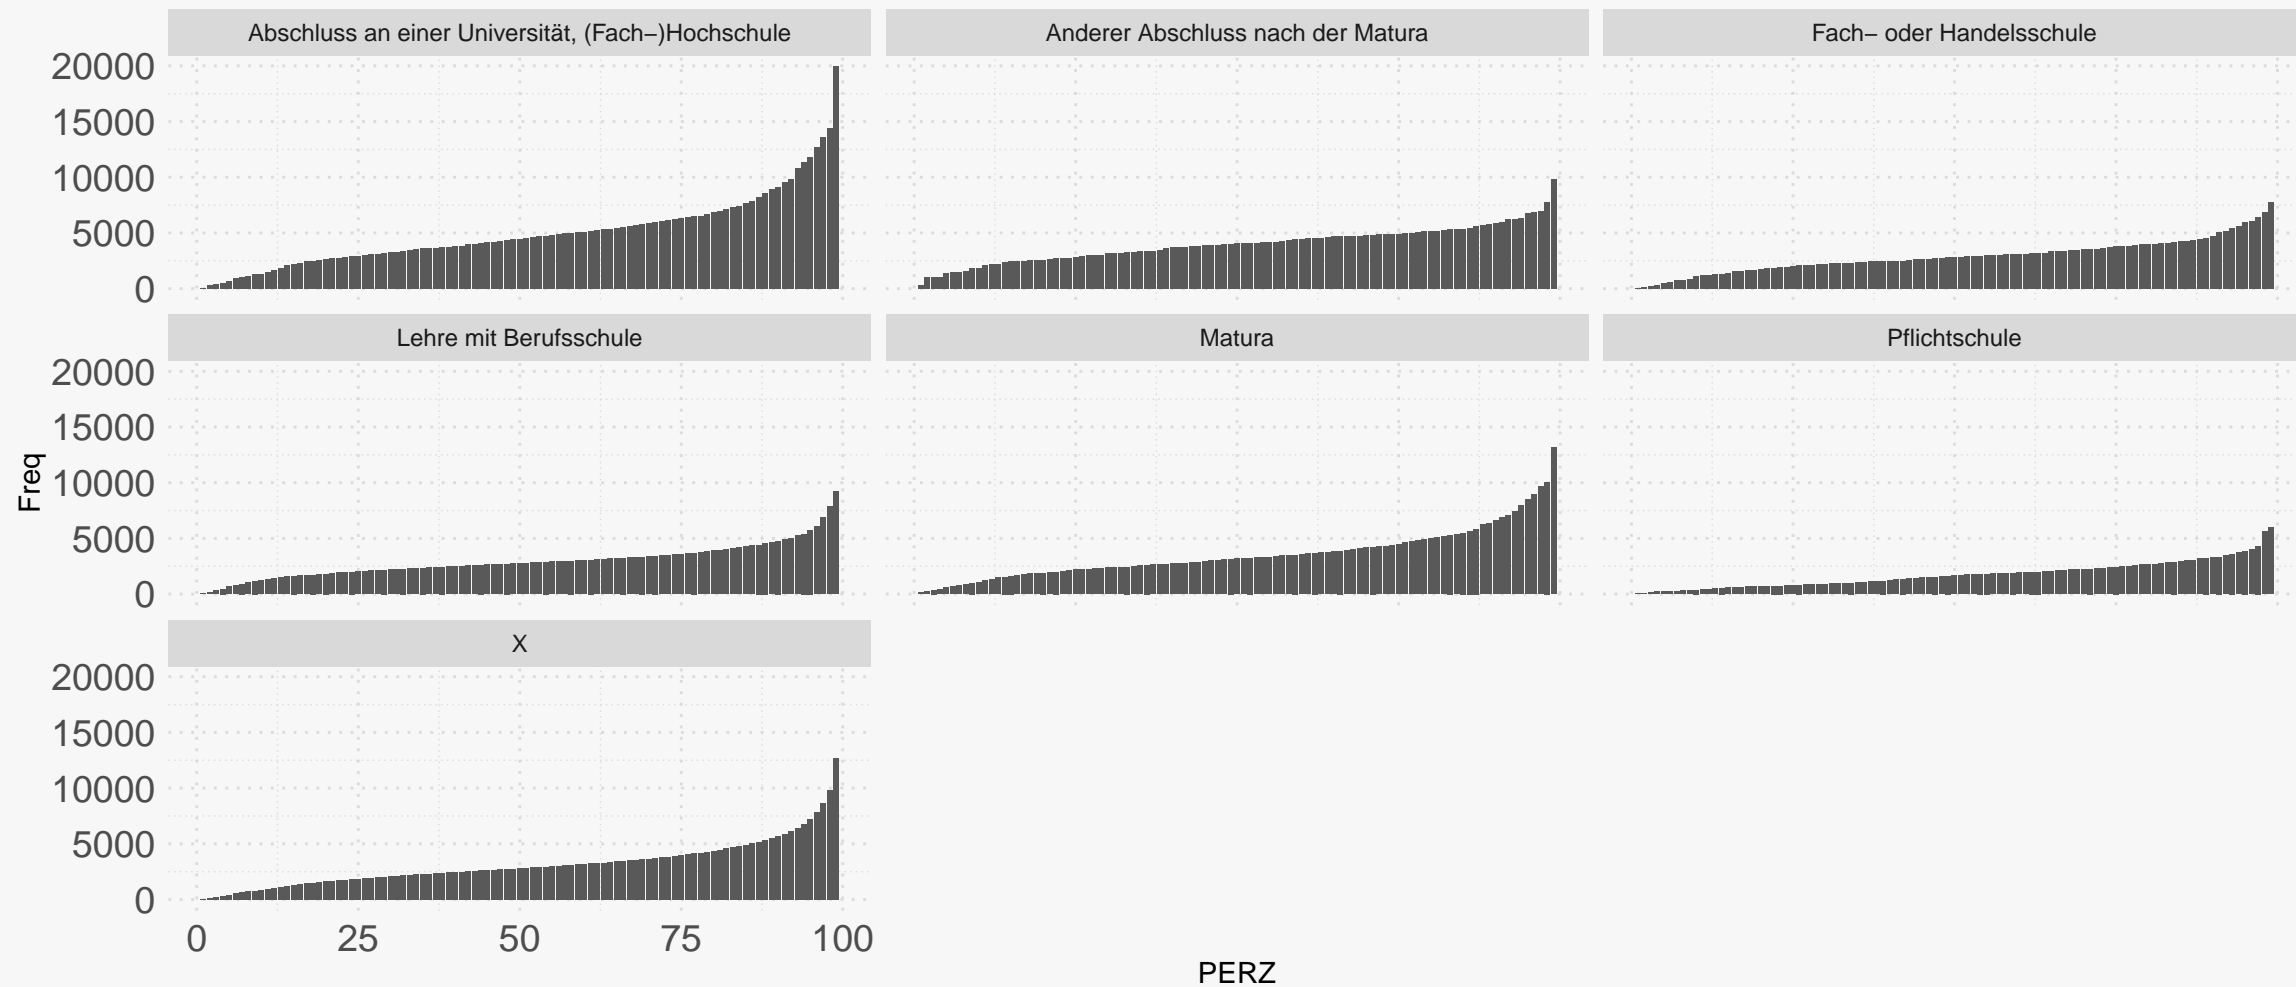 Abschluss an einer Universität, (Fach−)Hochschule
Anderer Abschluss nach der Matura
Fach− oder Handelsschule
20000
15000
10000
5000
0
Lehre mit Berufsschule
Matura
Pflichtschule
20000
15000
10000
5000
0
Freq
X
20000
15000
10000
5000
0
0 25 50 75 100
PERZ